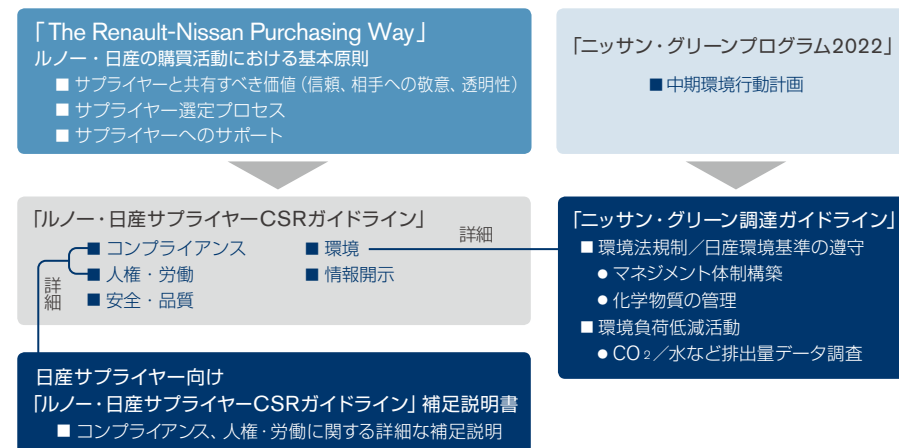 「The Renault-Nissan Purchasing Way」
ルノー・日産の購買活動における基本原則
■ サプライヤーと共有すべき価値（信頼、相手への敬意、透明性）
■ サプライヤー選定プロセス
■ サプライヤーへのサポート
「ニッサン・グリーンプログラム2022」
■ 中期環境行動計画
「ルノー・日産サプライヤーCSRガイドライン」
■ コンプライアンス
■ 人権・労働
■ 安全・品質
■ 環境
■ 情報開示
詳細
詳細
「ニッサン・グリーン調達ガイドライン」
■ 環境法規制／日産環境基準の遵守
● マネジメント体制構築
● 化学物質の管理
■ 環境負荷低減活動
● CO2／水など排出量データ調査
日産サプライヤー向け
「ルノー・日産サプライヤーCSRガイドライン」補足説明書
■ コンプライアンス、人権・労働に関する詳細な補足説明